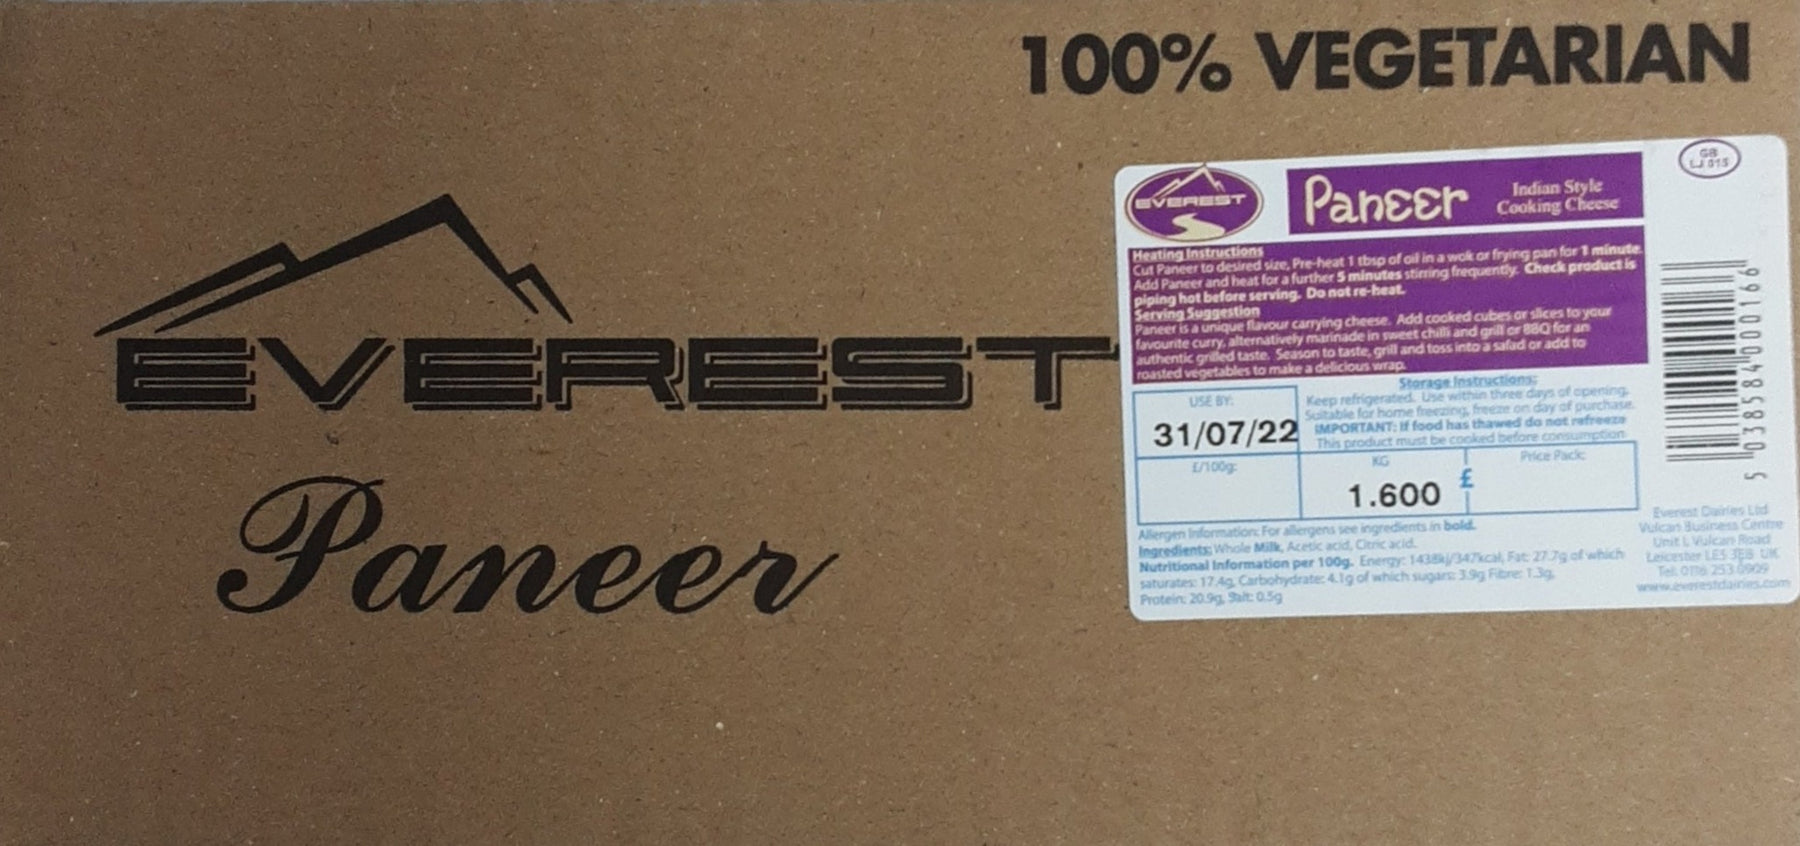 100% VEGETARIAN
EVEREST
Paneer
EVEREST
Paneer
Indian Style
Cooking Cheese
GB
LJ 015
Heating Instructions
Cut Paneer to desired size, Pre-heat 1 tbsp of oil in a wok or frying pan for 1 minute.
Add Paneer and heat for a further 5 minutes stirring frequently. Check product is
piping hot before serving. Do not re-heat.
Serving Suggestion
Paneer is a unique flavour carrying cheese. Add cooked cubes or slices to your
favourite curry, alternatively marinade in sweet chilli and grill or BBQ for an
authentic grilled taste. Season to taste, grill and toss into a salad or add to
roasted vegetables to make a delicious wrap.
USE BY:
31/07/22
Storage Instructions:
Keep refrigerated. Use within three days of opening.
Suitable for home freezing, freeze on day of purchase.
IMPORTANT: If food has thawed do not refreeze
This product must be cooked before consumption
£/100g:
KG
1.600
£
Price Pack:
Allergen Information: For allergens see ingredients in bold.
Ingredients: Whole Milk, Acetic acid, Citric acid.
Nutritional Information per 100g. Energy: 1438kj/347kcal, Fat: 27.7g of which
saturates: 17.4g, Carbohydrate: 4.1g of which sugars: 3.9g Fibre: 1.3g,
Protein: 20.9g, Salt: 0.5g
5 038584 000166
Everest Dairies Ltd
Vulcan Business Centre
Unit L Vulcan Road
Leicester LE5 3EB UK
Tel: 0116 253 0909
www.everestdairies.com